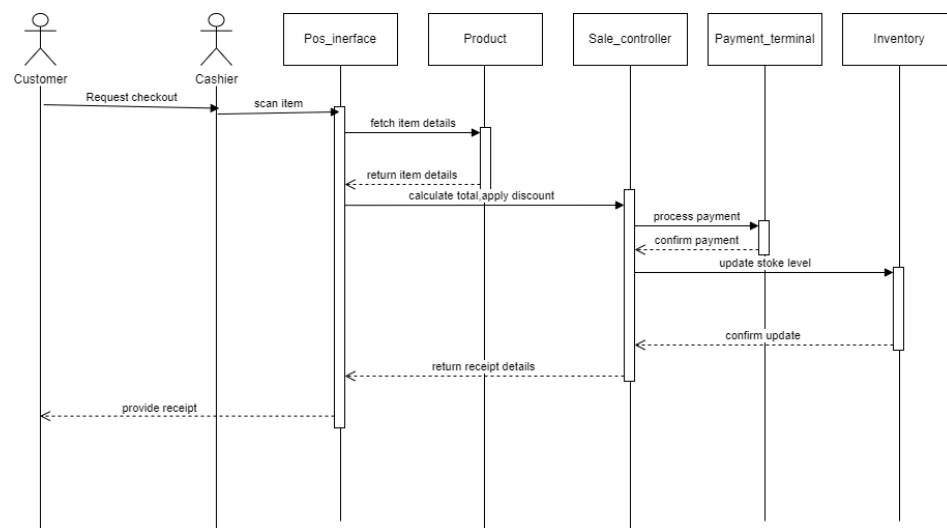 Pos_inerface
Product
Sale_controller
Payment_terminal
Inventory
Customer
Cashier
Request checkout
scan item
fetch item details
return item details
calculate total,apply discount
process payment
confirm payment
update stoke level
confirm update
return receipt details
provide receipt